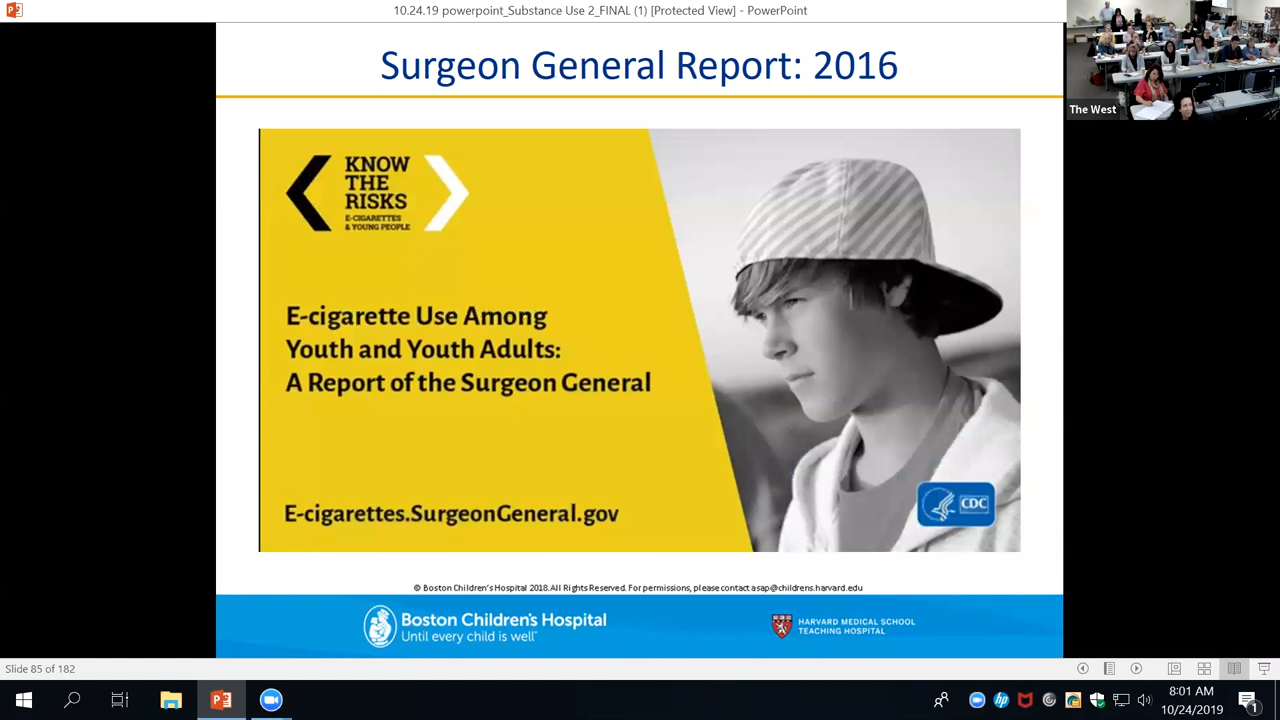 10.24.19 powerpoint_Substance Use 2_FINAL (1) [Protected View] - PowerPoint
The West
Surgeon General Report: 2016
KNOW
THE
RISKS
E-CIGARETTES
& YOUNG PEOPLE
E-cigarette Use Among
Youth and Youth Adults:
A Report of the Surgeon General
E-cigarettes.SurgeonGeneral.gov
CDC
© Boston Children's Hospital 2018. All Rights Reserved. For permissions, please contact asap@childrens.harvard.edu
Boston Children's Hospital
Until every child is well
HARVARD MEDICAL SCHOOL
TEACHING HOSPITAL
Slide 85 of 182
8:01 AM
10/24/2019
1